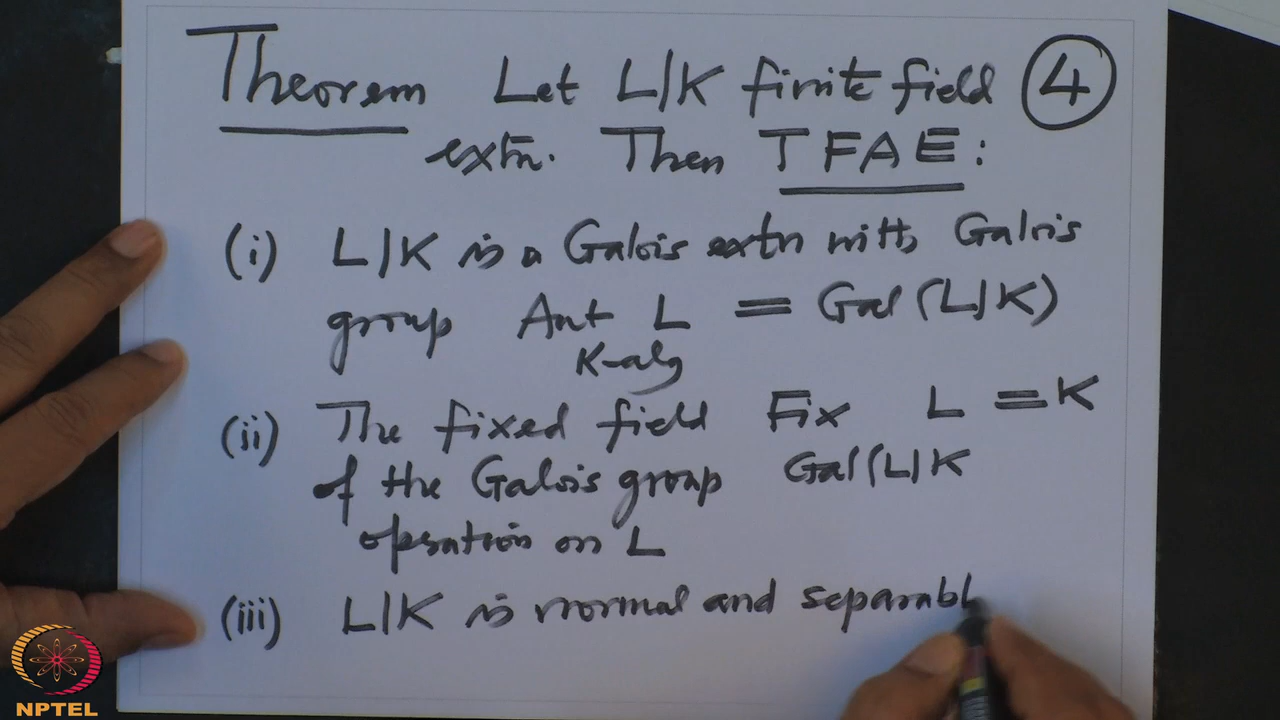 Theorem Let L|K finite field ④
extn. Then TFAE:
(i) L|K is a Galois extn with Galois
group Aut L = Gal(L|K)
K-alg
(ii) The fixed field Fix L = K
of the Galois group Gal(L|K
operation on L
(iii) L|K is normal and separabl
NPTEL